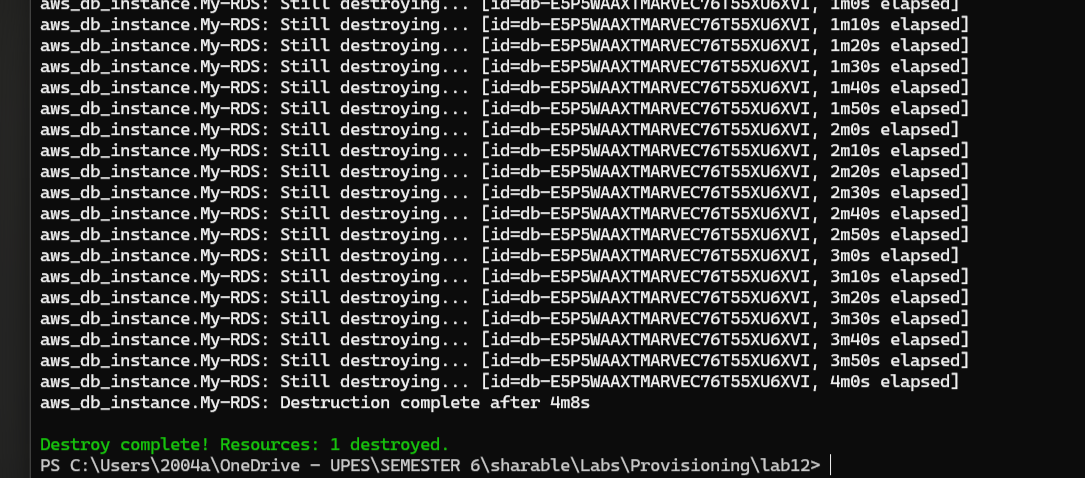 aws_db_instance.My-RDS: Still destroying... [id=db-E5P5WAAXTMARVEC76T55XU6XVI, 1m0s elapsed]
aws_db_instance.My-RDS: Still destroying... [id=db-E5P5WAAXTMARVEC76T55XU6XVI, 1m10s elapsed]
aws_db_instance.My-RDS: Still destroying... [id=db-E5P5WAAXTMARVEC76T55XU6XVI, 1m20s elapsed]
aws_db_instance.My-RDS: Still destroying... [id=db-E5P5WAAXTMARVEC76T55XU6XVI, 1m30s elapsed]
aws_db_instance.My-RDS: Still destroying... [id=db-E5P5WAAXTMARVEC76T55XU6XVI, 1m40s elapsed]
aws_db_instance.My-RDS: Still destroying... [id=db-E5P5WAAXTMARVEC76T55XU6XVI, 1m50s elapsed]
aws_db_instance.My-RDS: Still destroying... [id=db-E5P5WAAXTMARVEC76T55XU6XVI, 2m0s elapsed]
aws_db_instance.My-RDS: Still destroying... [id=db-E5P5WAAXTMARVEC76T55XU6XVI, 2m10s elapsed]
aws_db_instance.My-RDS: Still destroying... [id=db-E5P5WAAXTMARVEC76T55XU6XVI, 2m20s elapsed]
aws_db_instance.My-RDS: Still destroying... [id=db-E5P5WAAXTMARVEC76T55XU6XVI, 2m30s elapsed]
aws_db_instance.My-RDS: Still destroying... [id=db-E5P5WAAXTMARVEC76T55XU6XVI, 2m40s elapsed]
aws_db_instance.My-RDS: Still destroying... [id=db-E5P5WAAXTMARVEC76T55XU6XVI, 2m50s elapsed]
aws_db_instance.My-RDS: Still destroying... [id=db-E5P5WAAXTMARVEC76T55XU6XVI, 3m0s elapsed]
aws_db_instance.My-RDS: Still destroying... [id=db-E5P5WAAXTMARVEC76T55XU6XVI, 3m10s elapsed]
aws_db_instance.My-RDS: Still destroying... [id=db-E5P5WAAXTMARVEC76T55XU6XVI, 3m20s elapsed]
aws_db_instance.My-RDS: Still destroying... [id=db-E5P5WAAXTMARVEC76T55XU6XVI, 3m30s elapsed]
aws_db_instance.My-RDS: Still destroying... [id=db-E5P5WAAXTMARVEC76T55XU6XVI, 3m40s elapsed]
aws_db_instance.My-RDS: Still destroying... [id=db-E5P5WAAXTMARVEC76T55XU6XVI, 3m50s elapsed]
aws_db_instance.My-RDS: Still destroying... [id=db-E5P5WAAXTMARVEC76T55XU6XVI, 4m0s elapsed]
aws_db_instance.My-RDS: Destruction complete after 4m8s
Destroy complete! Resources: 1 destroyed.
PS C:\Users\2004a\OneDrive - UPES\SEMESTER 6\sharable\Labs\Provisioning\lab12>